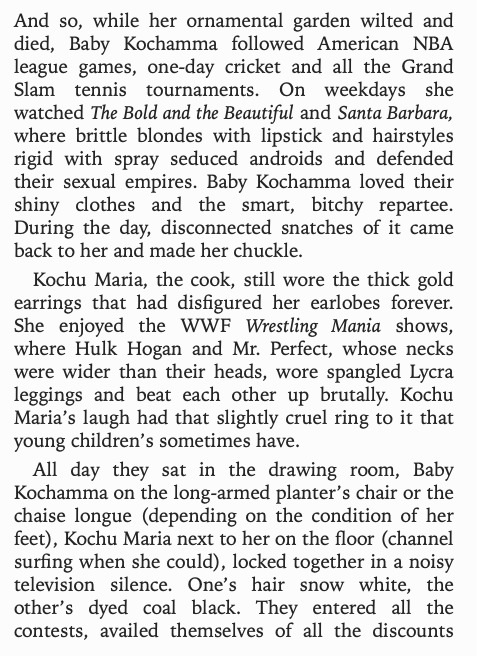 And so, while her ornamental garden wilted and
died, Baby Kochamma followed American NBA
league games, one-day cricket and all the Grand
Slam tennis tournaments. On weekdays she
watched The Bold and the Beautiful and Santa Barbara,
where brittle blondes with lipstick and hairstyles
rigid with spray seduced androids and defended
their sexual empires. Baby Kochamma loved their
shiny clothes and the smart, bitchy repartee.
During the day, disconnected snatches of it came
back to her and made her chuckle.
Kochu Maria, the cook, still wore the thick gold
earrings that had disfigured her earlobes forever.
She enjoyed the WWF Wrestling Mania shows,
where Hulk Hogan and Mr. Perfect, whose necks
were wider than their heads, wore spangled Lycra
leggings and beat each other up brutally. Kochu
Maria’s laugh had that slightly cruel ring to it that
young children’s sometimes have.
All day they sat in the drawing room, Baby
Kochamma on the long-armed planter’s chair or the
chaise longue (depending on the condition of her
feet), Kochu Maria next to her on the floor (channel
surfing when she could), locked together in a noisy
television silence. One’s hair snow white, the
other’s dyed coal black. They entered all the
contests, availed themselves of all the discounts